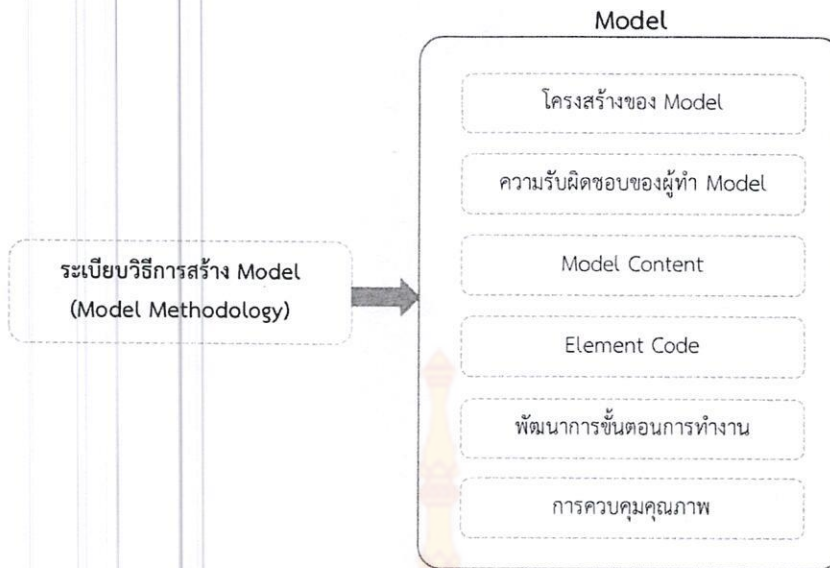 Model
โครงสร้างของ Model
ความรับผิดชอบของผู้ทำ Model
ระเบียบวิธีการสร้าง Model
(Model Methodology)
Model Content
Element Code
พัฒนาการขั้นตอนการทำงาน
การควบคุมคุณภาพ